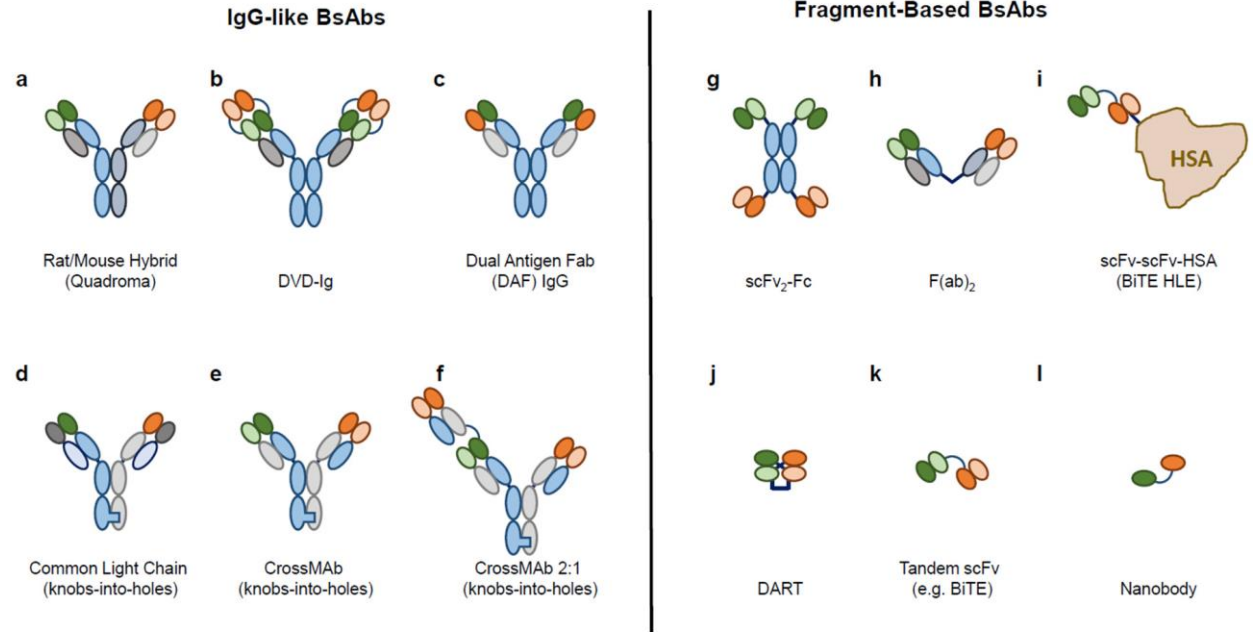 IgG-like BsAbs
a
b
c
Rat/Mouse Hybrid
(Quadroma)
DVD-Ig
Dual Antigen Fab
(DAF) IgG
d
e
f
Common Light Chain
(knobs-into-holes)
CrossMAb
(knobs-into-holes)
CrossMAb 2:1
(knobs-into-holes)
Fragment-Based BsAbs
g
h
i
HSA
scFv₂-Fc
F(ab)₂
scFv-scFv-HSA
(BiTE HLE)
j
k
l
DART
Tandem scFv
(e.g. BiTE)
Nanobody